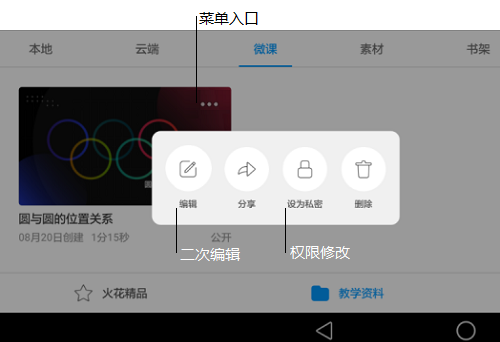 菜单入口
本地 云端 微课 素材 书架
编辑 分享 设为私密 删除
圆与圆的位置关系
08月20日创建 1分15秒 公开
二次编辑 权限修改
火花精品 教学资料